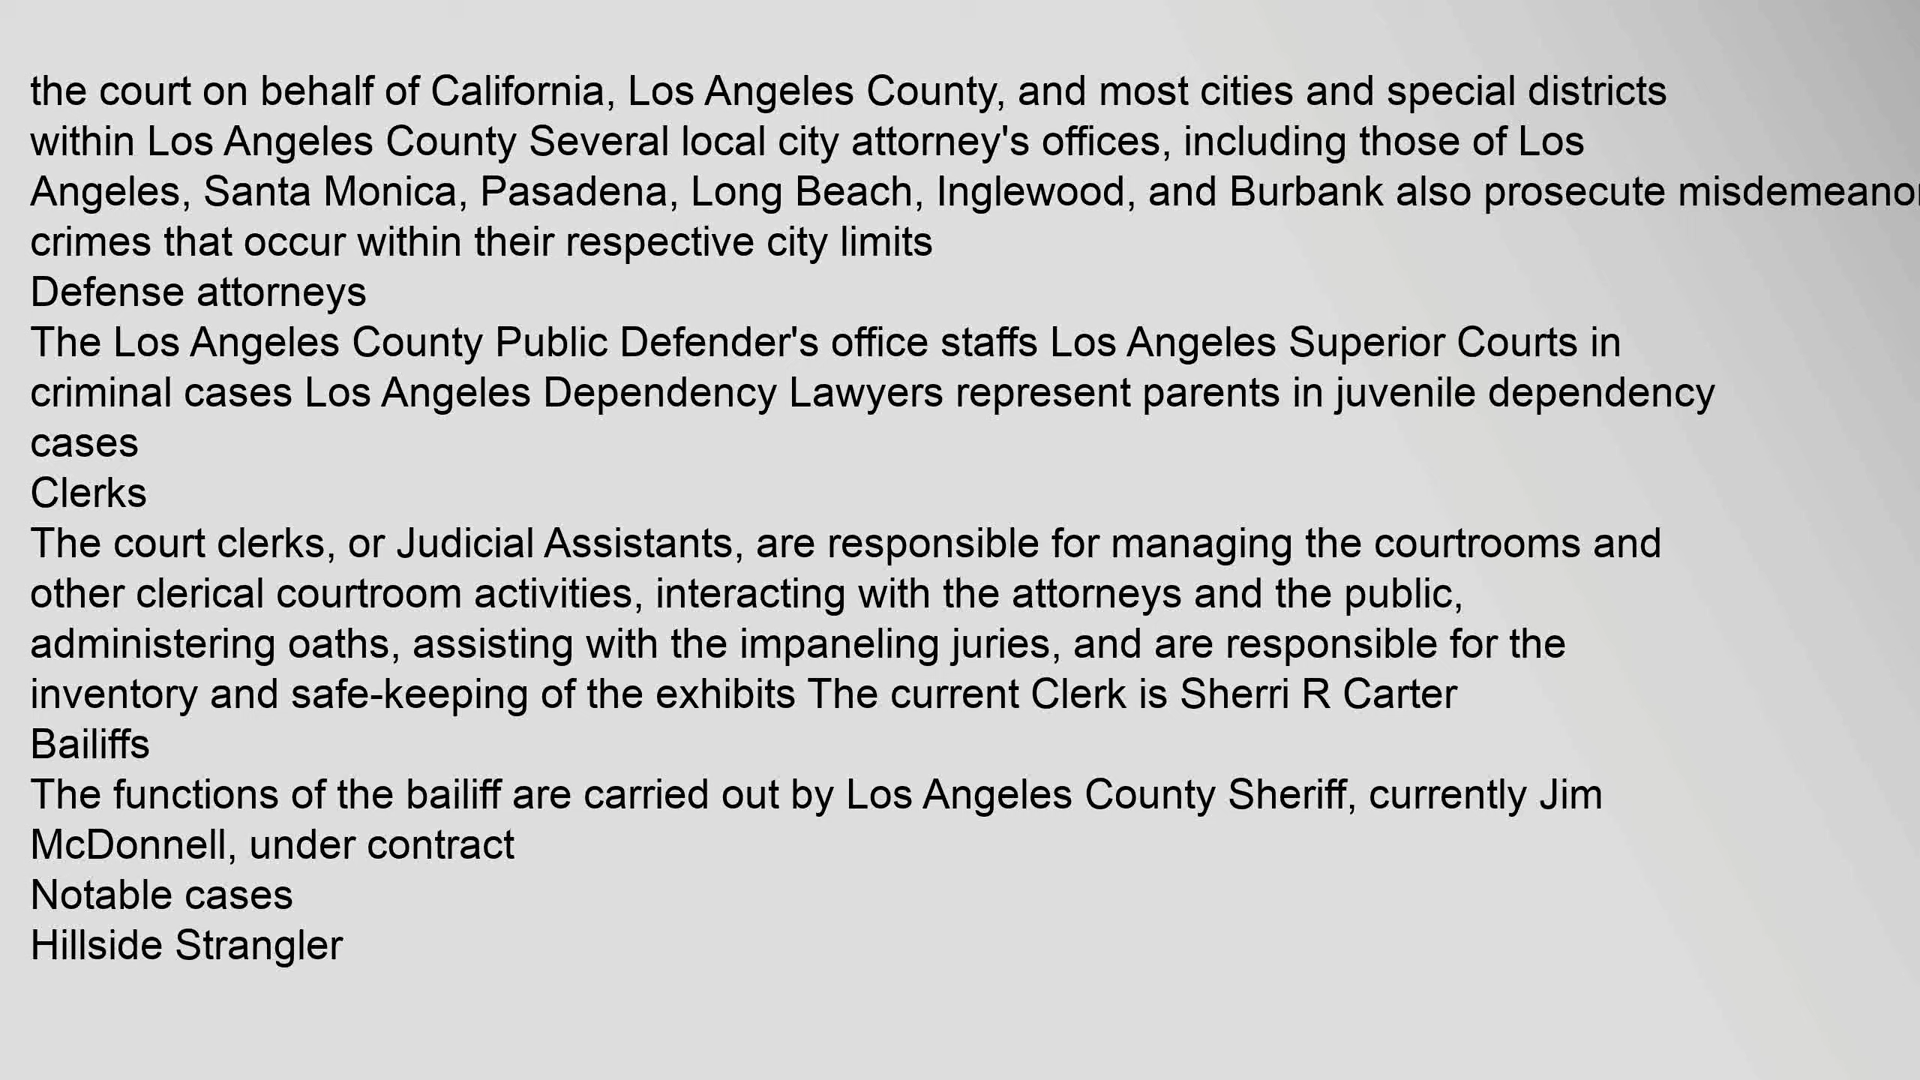 the court on behalf of California, Los Angeles County, and most cities and special districts
within Los Angeles County Several local city attorney's offices, including those of Los
Angeles, Santa Monica, Pasadena, Long Beach, Inglewood, and Burbank also prosecute misdemeanor
crimes that occur within their respective city limits
Defense attorneys
The Los Angeles County Public Defender's office staffs Los Angeles Superior Courts in
criminal cases Los Angeles Dependency Lawyers represent parents in juvenile dependency
cases
Clerks
The court clerks, or Judicial Assistants, are responsible for managing the courtrooms and
other clerical courtroom activities, interacting with the attorneys and the public,
administering oaths, assisting with the impaneling juries, and are responsible for the
inventory and safe-keeping of the exhibits The current Clerk is Sherri R Carter
Bailiffs
The functions of the bailiff are carried out by Los Angeles County Sheriff, currently Jim
McDonnell, under contract
Notable cases
Hillside Strangler